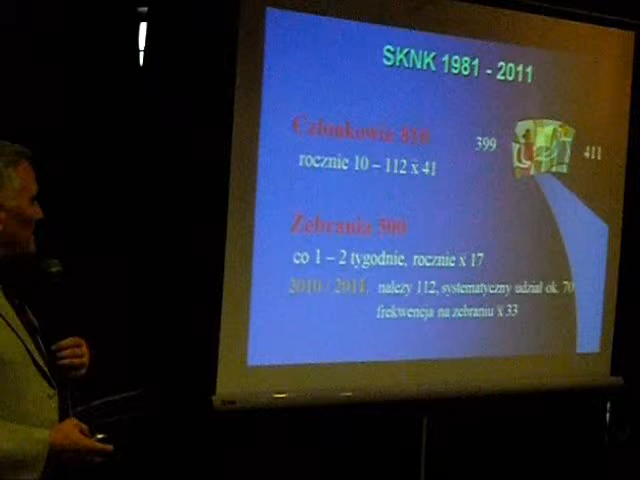 SKNK 1981 - 2011
Członkowie 810
399
411
rocznie 10 – 112 x 41
Zebrania 500
co 1 – 2 tygodnie, rocznie x 17
2010 / 2011. należy 112, systematyczny udział ok. 70
frekwencja na zebraniu x 33